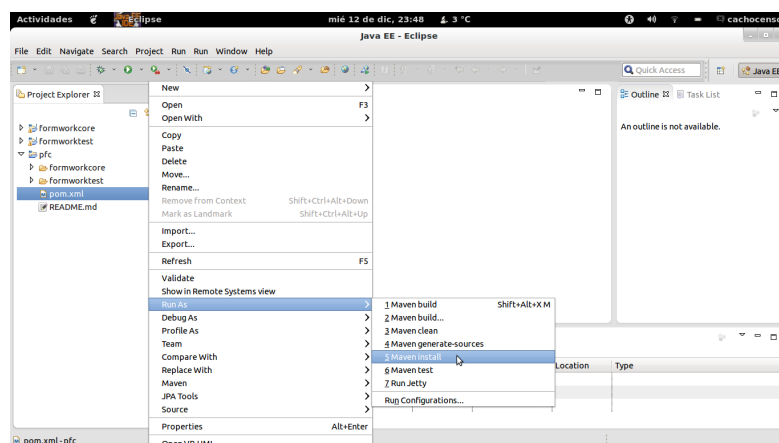 Actividades Eclipse mié 12 de dic, 23:48 3 °C cachocenso
Java EE - Eclipse
File Edit Navigate Search Project Run Run Window Help
Quick Access Java EE
Project Explorer
formworkcore
formworktest
pfc
formworkcore
formworktest
pom.xml
README.md
New
Open F3
Open With
Copy
Paste
Delete
Move...
Rename...
Remove from Context Shift+Ctrl+Alt+Down
Mark as Landmark Shift+Ctrl+Alt+Up
Import...
Export...
Refresh F5
Validate
Show in Remote Systems view
Run As
Debug As
Profile As
Team
Compare With
Replace With
Maven
JPA Tools
Source
Properties Alt+Enter
1 Maven build Shift+Alt+X M
2 Maven build...
3 Maven clean
4 Maven generate-sources
5 Maven install
6 Maven test
7 Run Jetty
Run Configurations...
Outline Task List
An outline is not available.
Location Type
pom.xml - pfc